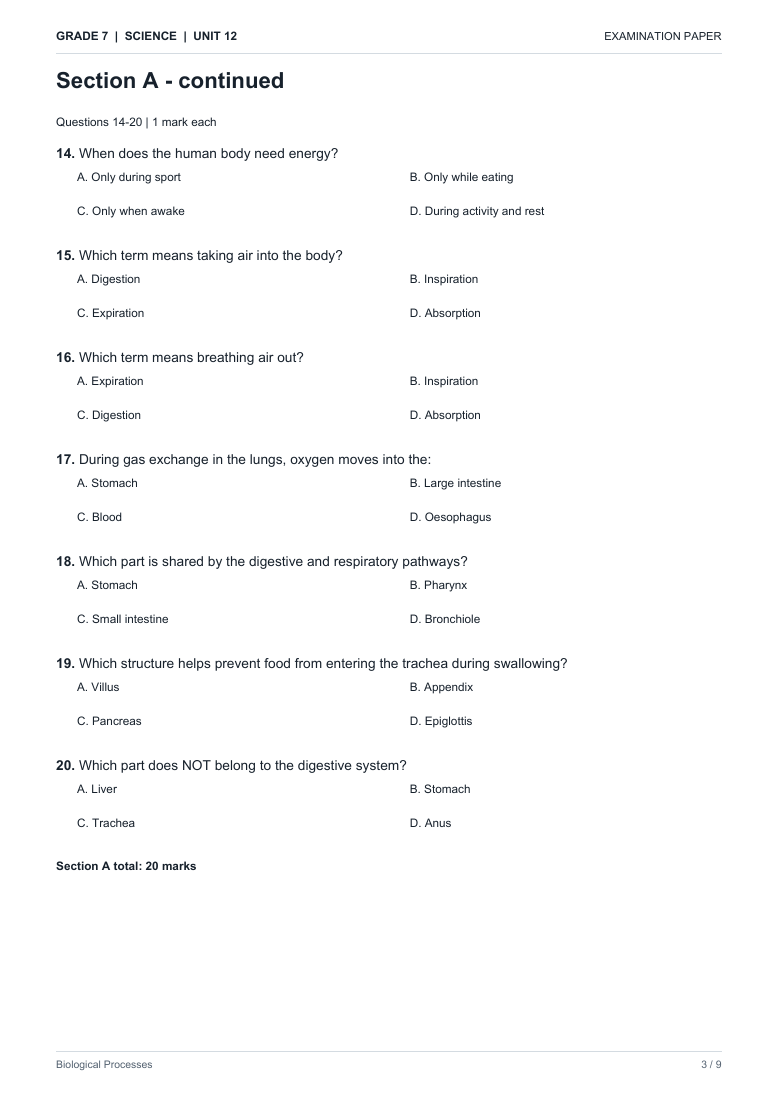 GRADE 7 | SCIENCE | UNIT 12 EXAMINATION PAPER
Section A - continued
Questions 14-20 | 1 mark each
14. When does the human body need energy?
A. Only during sport B. Only while eating
C. Only when awake D. During activity and rest
15. Which term means taking air into the body?
A. Digestion B. Inspiration
C. Expiration D. Absorption
16. Which term means breathing air out?
A. Expiration B. Inspiration
C. Digestion D. Absorption
17. During gas exchange in the lungs, oxygen moves into the:
A. Stomach B. Large intestine
C. Blood D. Oesophagus
18. Which part is shared by the digestive and respiratory pathways?
A. Stomach B. Pharynx
C. Small intestine D. Bronchiole
19. Which structure helps prevent food from entering the trachea during swallowing?
A. Villus B. Appendix
C. Pancreas D. Epiglottis
20. Which part does NOT belong to the digestive system?
A. Liver B. Stomach
C. Trachea D. Anus
Section A total: 20 marks
Biological Processes 3 / 9